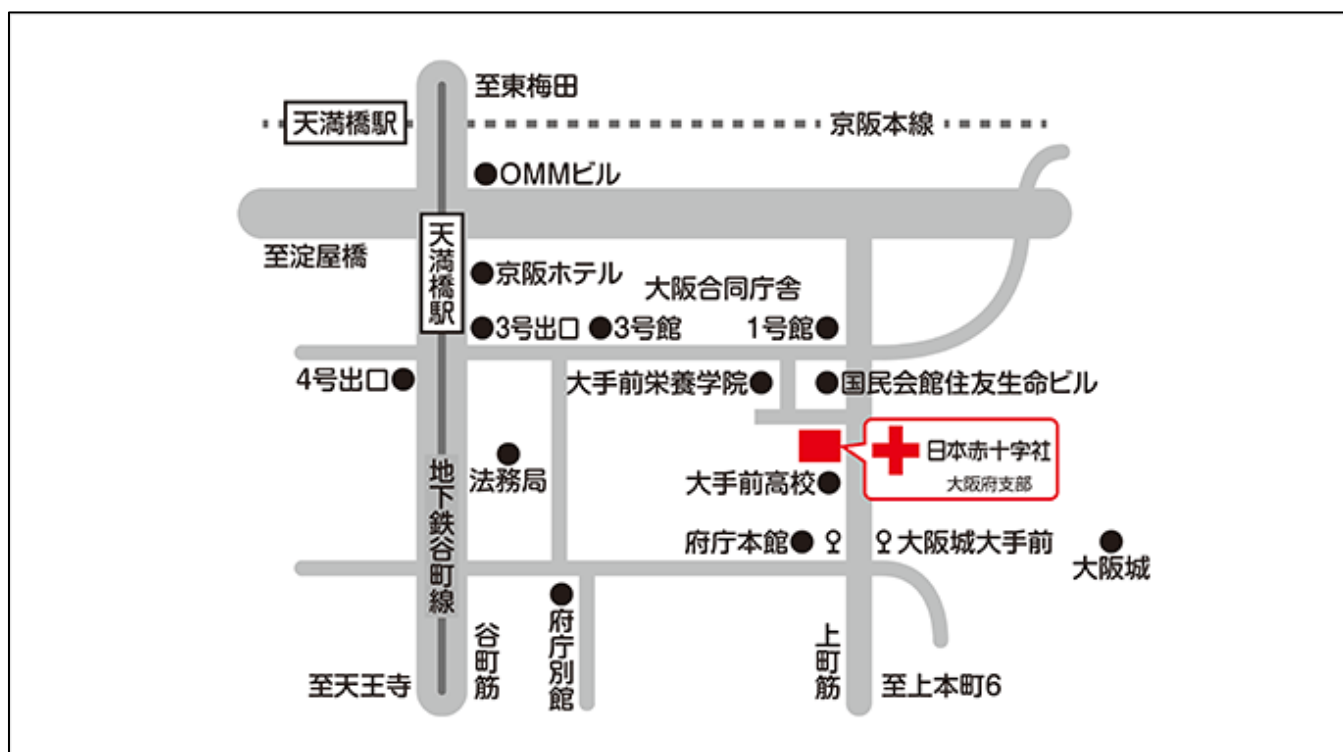 至東梅田
天満橋駅
京阪本線
OMMビル
天満橋駅
至淀屋橋
京阪ホテル
大阪合同庁舎
3号出口
3号館
1号館
4号出口
大手前栄養学院
国民会館住友生命ビル
日本赤十字社
大阪府支部
法務局
地下鉄谷町線
大手前高校
府庁本館
大阪城大手前
大阪城
谷町筋
府庁別館
上町筋
至天王寺
至上本町6